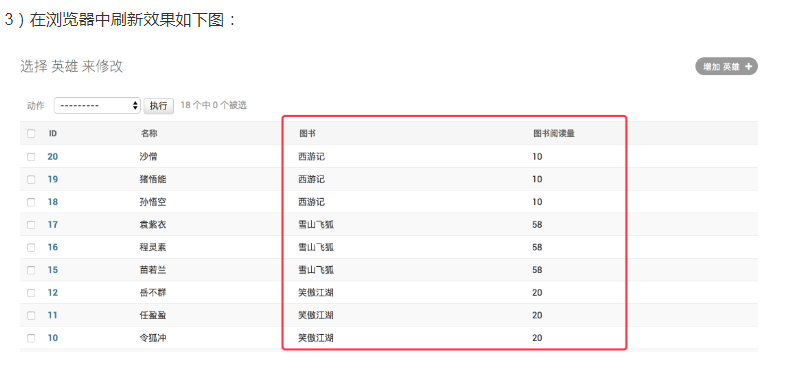 3）在浏览器中刷新效果如下图：
选择 英雄 来修改
增加 英雄 +
动作 --------- 执行 18 个中 0 个被选
ID 名称 图书 图书阅读量
20 沙僧 西游记 10
19 猪悟能 西游记 10
18 孙悟空 西游记 10
17 袁紫衣 雪山飞狐 58
16 程灵素 雪山飞狐 58
15 苗若兰 雪山飞狐 58
12 岳不群 笑傲江湖 20
11 任盈盈 笑傲江湖 20
10 令狐冲 笑傲江湖 20